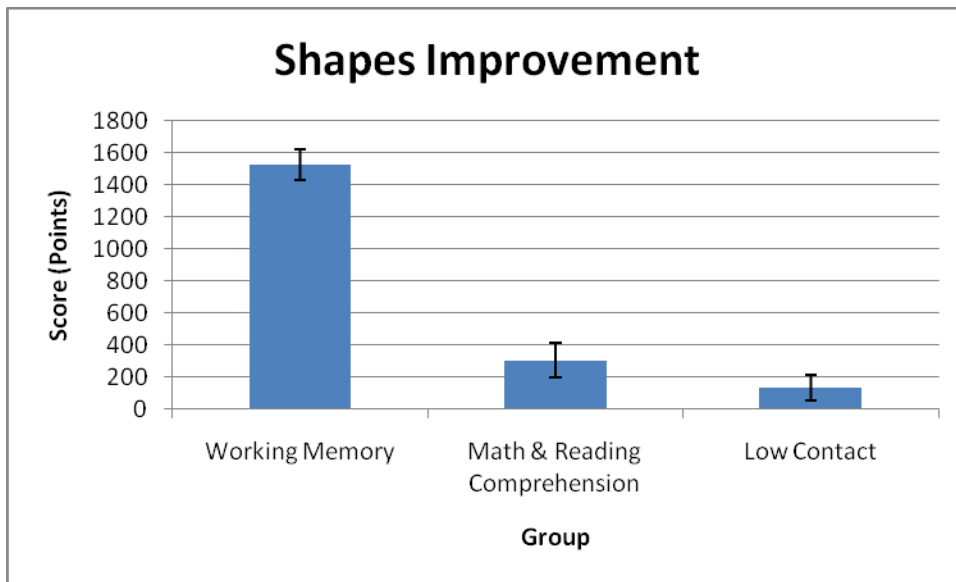 Shapes Improvement
Score (Points)
1800
1600
1400
1200
1000
800
600
400
200
0
Working Memory
Math & Reading
Comprehension
Low Contact
Group